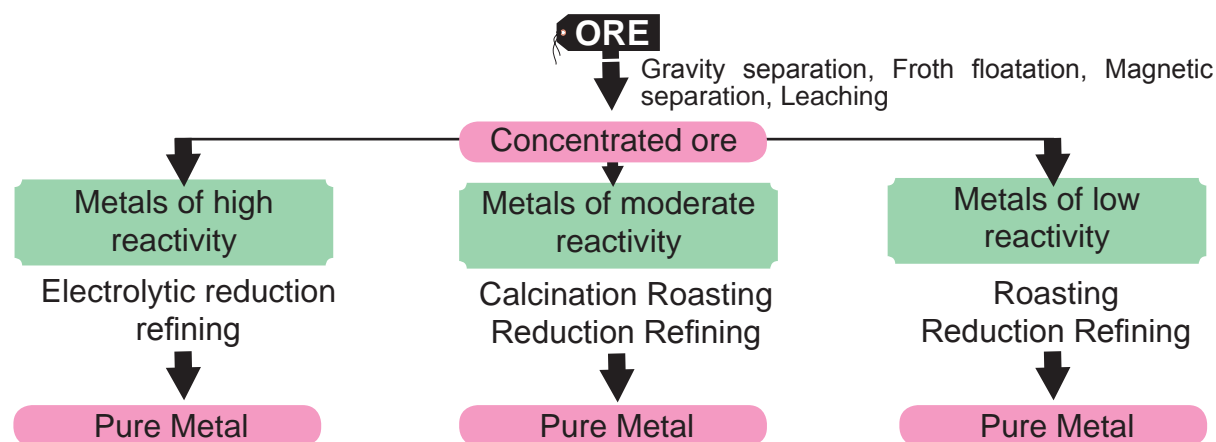 ORE
Gravity separation, Froth floatation, Magnetic
separation, Leaching
Concentrated ore
Metals of high
reactivity
Electrolytic reduction
refining
Pure Metal
Metals of moderate
reactivity
Calcination Roasting
Reduction Refining
Pure Metal
Metals of low
reactivity
Roasting
Reduction Refining
Pure Metal